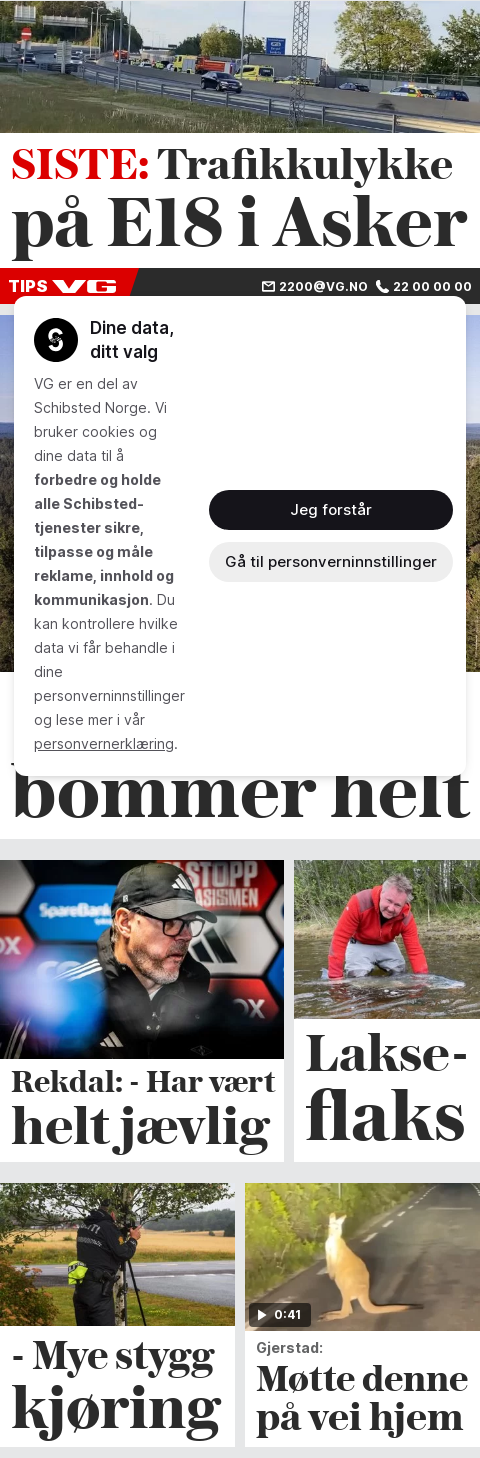 SISTE: Trafikkulykke
på E18 i Asker
TIPS VG
2200@VG.NO 22 00 00 00
Dine data,
ditt valg
VG er en del av
Schibsted Norge. Vi
bruker cookies og
dine data til å
forbedre og holde
alle Schibsted-
tjenester sikre,
tilpasse og måle
reklame, innhold og
kommunikasjon. Du
kan kontrollere hvilke
data vi får behandle i
dine
personverninnstillinger
og lese mer i vår
personvernerklæring.
Jeg forstår
Gå til personverninnstillinger
bommer helt
STOPP
SpareBank
Rekdal: - Har vært
helt jævlig
Lakse-
flaks
- Mye stygg
kjøring
0:41
Gjerstad:
Møtte denne
på vei hjem